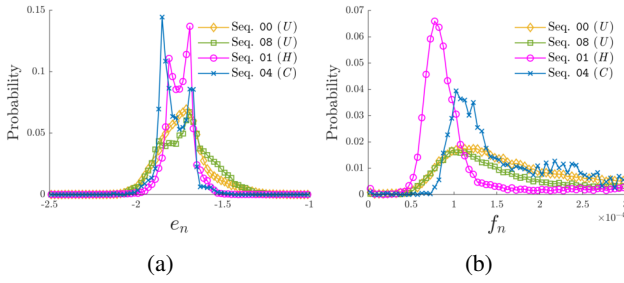 Probability
0.15
0.1
0.05
0
-2.5
-2
-1.5
-1
e_n
Seq. 00 (U)
Seq. 08 (U)
Seq. 01 (H)
Seq. 04 (C)
(a)
Probability
0.07
0.06
0.05
0.04
0.03
0.02
0.01
0
0
0.5
1
1.5
2
2.5
f_n
Seq. 00 (U)
Seq. 08 (U)
Seq. 01 (H)
Seq. 04 (C)
(b)